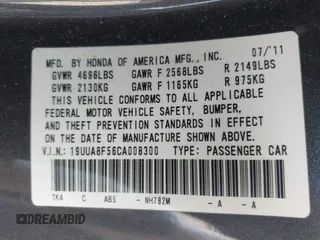 MFD. BY HONDA OF AMERICA MFG., INC. 07/11
GVWR 4696LBS GAWR F 2568LBS R 2149LBS
GVWR 2130KG GAWR F 1165KG R 975KG
THIS VEHICLE CONFORMS TO ALL APPLICABLE
FEDERAL MOTOR VEHICLE SAFETY, BUMPER,
AND THEFT PREVENTION STANDARDS IN EFFECT
ON THE DATE OF MANUFACTURE SHOWN ABOVE.
V.I.N.: 19UUA8F56CA008300 TYPE: PASSENGER CAR
TK4 C AB5 - NH782M - A - A
DREAMBID